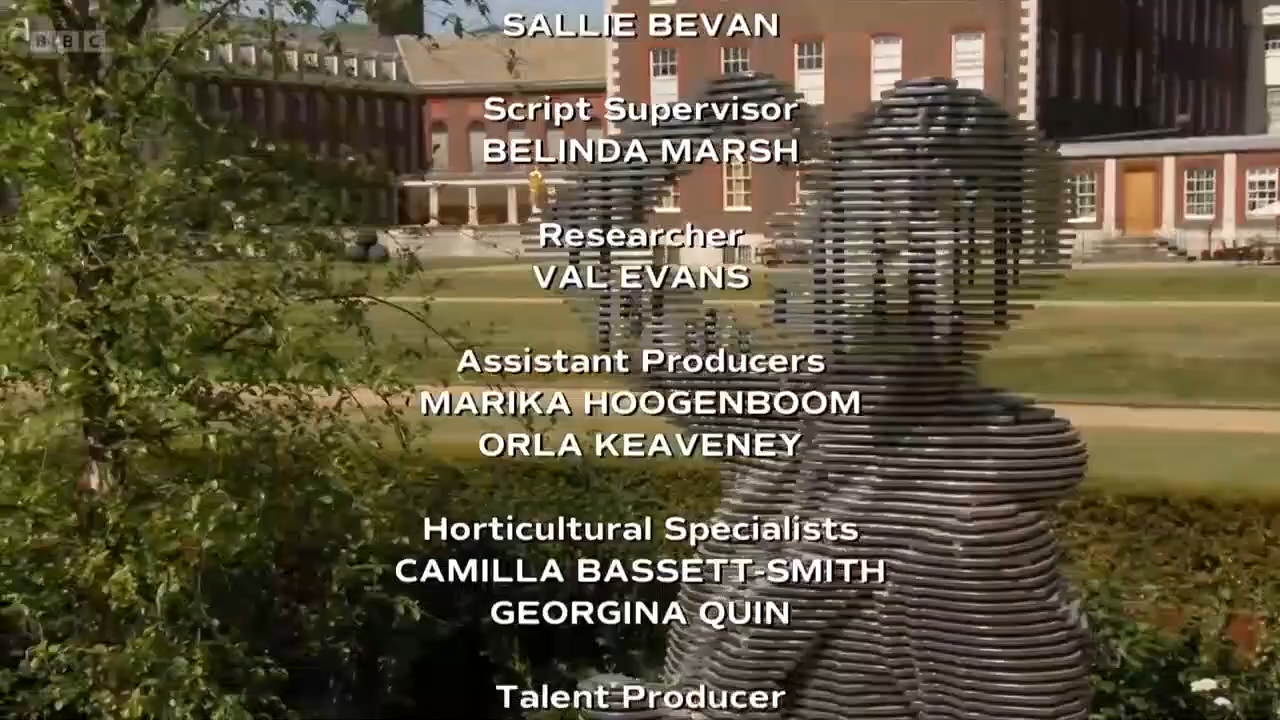 BBC
SALLIE BEVAN
Script Supervisor
BELINDA MARSH
Researcher
VAL EVANS
Assistant Producers
MARIKA HOOGENBOOM
ORLA KEAVENEY
Horticultural Specialists
CAMILLA BASSETT-SMITH
GEORGINA QUIN
Talent Producer